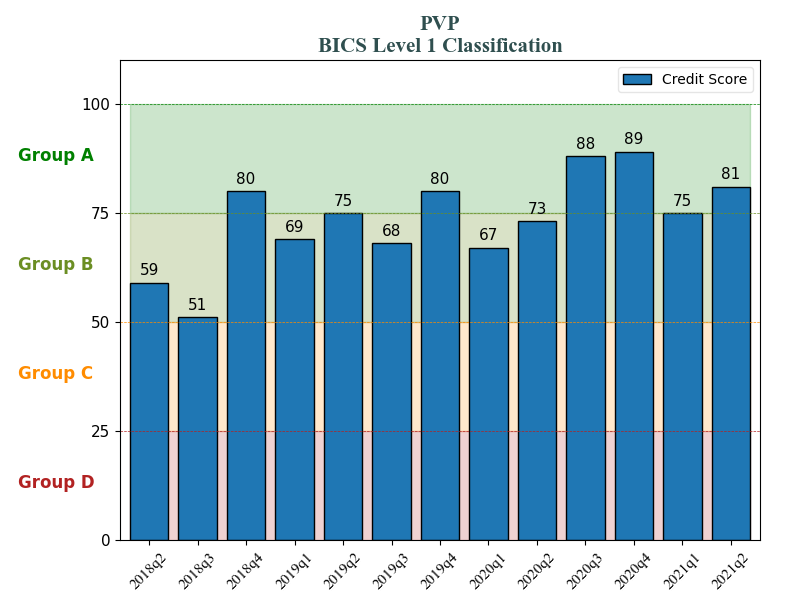 PVP
BICS Level 1 Classification
Credit Score
100
75
50
25
0
Group A
Group B
Group C
Group D
59
51
80
69
75
68
80
67
73
88
89
75
81
2018q2
2018q3
2018q4
2019q1
2019q2
2019q3
2019q4
2020q1
2020q2
2020q3
2020q4
2021q1
2021q2